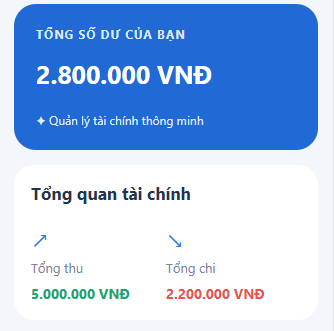 TỔNG SỐ DƯ CỦA BẠN
2.800.000 VNĐ
✦ Quản lý tài chính thông minh
Tổng quan tài chính
↗ ↘
Tổng thu Tổng chi
5.000.000 VNĐ 2.200.000 VNĐ